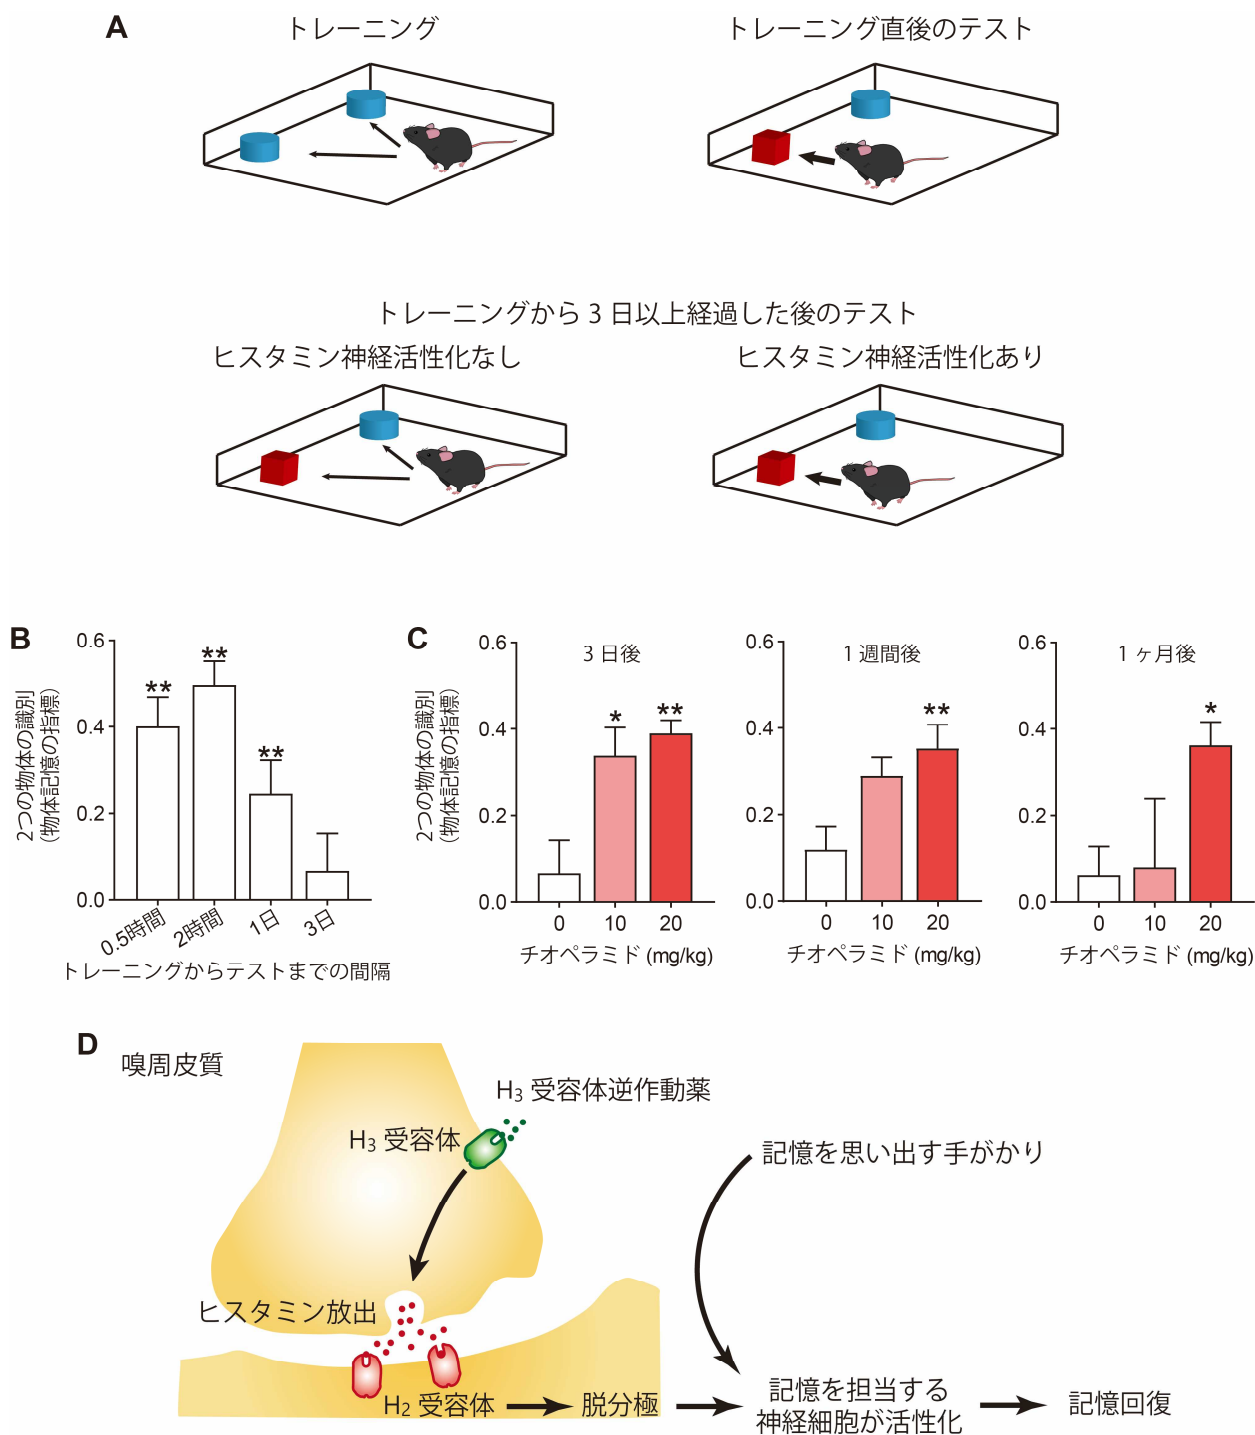 A
トレーニング
トレーニング直後のテスト
トレーニングから 3 日以上経過した後のテスト
ヒスタミン神経活性化なし
ヒスタミン神経活性化あり
B
2つの物体の識別
（物体記憶の指標）
0.6
0.4
0.2
0.0
**
**
**
0.5時間
2時間
1日
3日
トレーニングからテストまでの間隔
C
2つの物体の識別
（物体記憶の指標）
3 日後
0.6
0.4
0.2
0.0
*
**
0
10
20
チオペラミド (mg/kg)
1 週間後
0.6
0.4
0.2
0.0
**
0
10
20
チオペラミド (mg/kg)
1 ヶ月後
0.6
0.4
0.2
0.0
*
0
10
20
チオペラミド (mg/kg)
D
嗅周皮質
H3 受容体逆作動薬
H3 受容体
記憶を思い出す手がかり
ヒスタミン放出
H2 受容体
脱分極
記憶を担当する
神経細胞が活性化
記憶回復